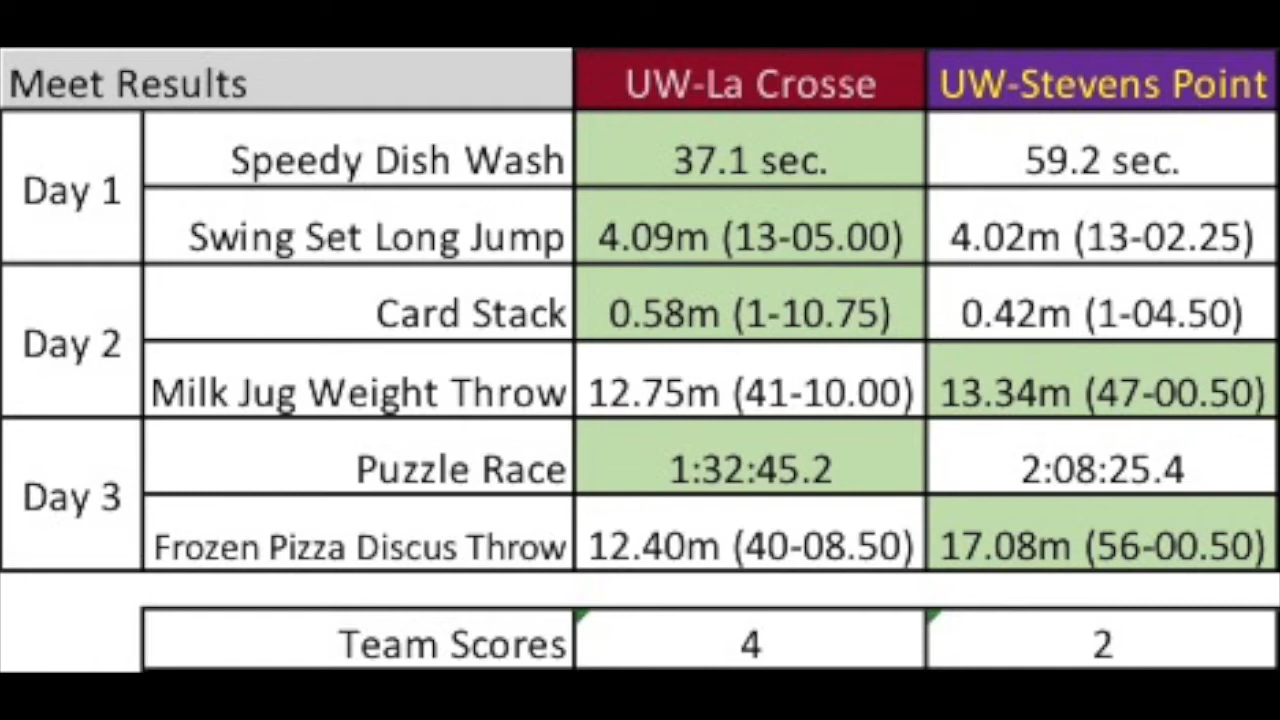 Meet Results UW-La Crosse UW-Stevens Point
Day 1
Speedy Dish Wash 37.1 sec. 59.2 sec.
Swing Set Long Jump 4.09m (13-05.00) 4.02m (13-02.25)
Day 2
Card Stack 0.58m (1-10.75) 0.42m (1-04.50)
Milk Jug Weight Throw 12.75m (41-10.00) 13.34m (47-00.50)
Day 3
Puzzle Race 1:32:45.2 2:08:25.4
Frozen Pizza Discus Throw 12.40m (40-08.50) 17.08m (56-00.50)
Team Scores 4 2